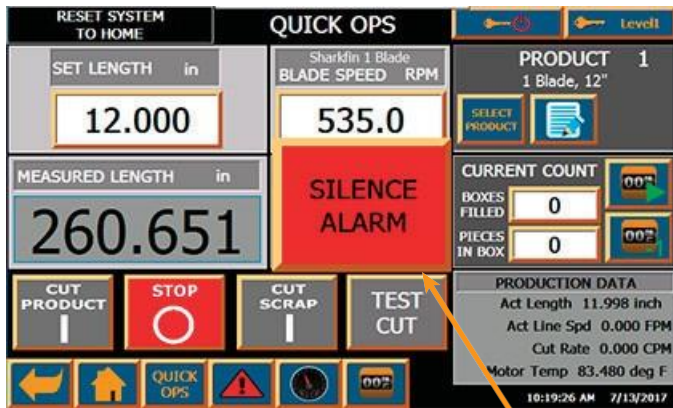 RESET SYSTEM
TO HOME
QUICK OPS
Level1
SET LENGTH in
12.000
Sharkfin 1 Blade
BLADE SPEED RPM
535.0
PRODUCT 1
1 Blade, 12"
SELECT
PRODUCT
MEASURED LENGTH in
260.651
SILENCE
ALARM
CURRENT COUNT
BOXES
FILLED
0
PIECES
IN BOX
0
007
007
CUT
PRODUCT
STOP
CUT
SCRAP
TEST
CUT
PRODUCTION DATA
Act Length 11.998 inch
Act Line Spd 0.000 FPM
Cut Rate 0.000 CPM
Motor Temp 83.480 deg F
QUICK
OPS
007
10:19:26 AM 7/13/2017